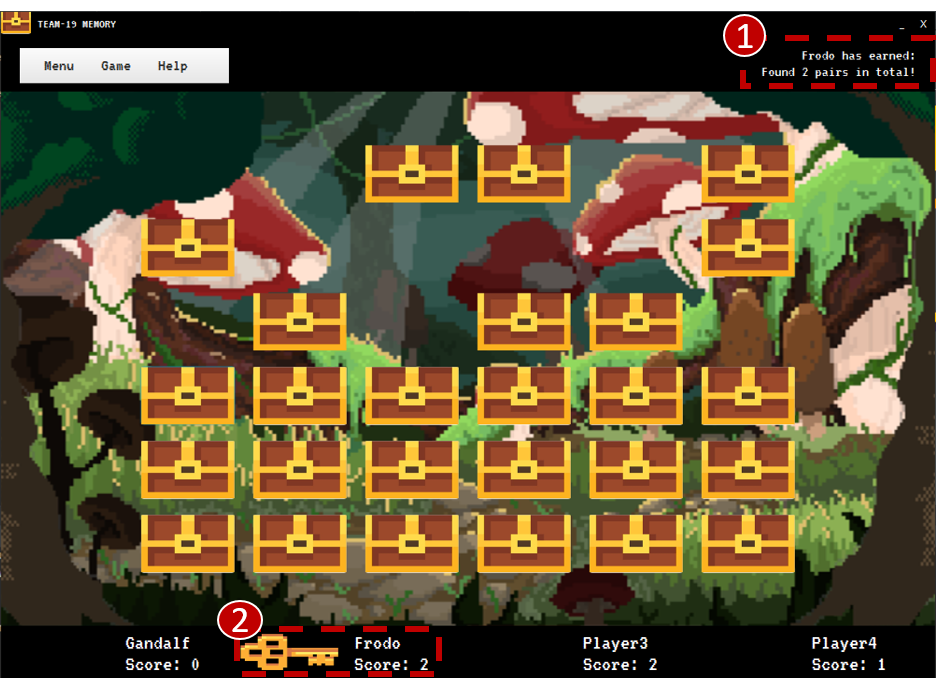 TEAM-19 MEMORY
_ X
1
Menu Game Help
Frodo has earned:
Found 2 pairs in total!
2
Gandalf Frodo Player3 Player4
Score: 0 Score: 2 Score: 2 Score: 1